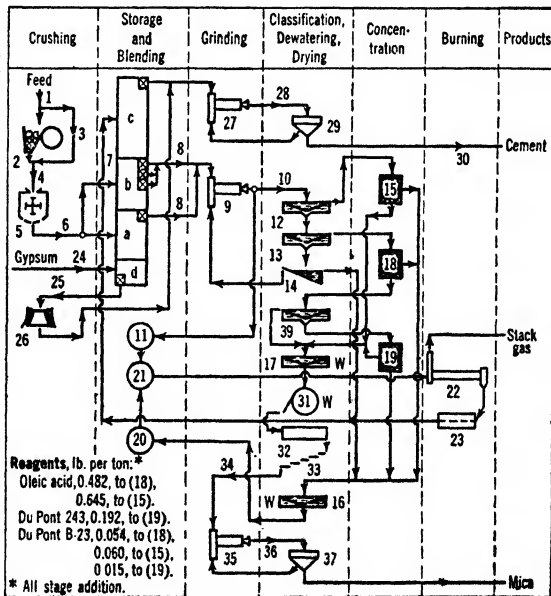 Crushing
Storage and Blending
Grinding
Classification, Dewatering, Drying
Concen-tration
Burning
Products
Feed
1
3
2
4
5
6
7
c
b
a
d
8
8
Gypsum
24
25
26
27
28
29
30
Cement
9
10
12
13
14
15
18
39
17
W
19
31
W
11
21
20
22
23
Stack gas
32
33
34
W
16
35
36
37
Mica
Reagents, lb. per ton:*
Oleic acid, 0.482, to (18),
0.645, to (15).
Du Pont 243, 0.192, to (19).
Du Pont B-23, 0.054, to (18),
0.060, to (15),
0 015, to (19).
* All stage addition.